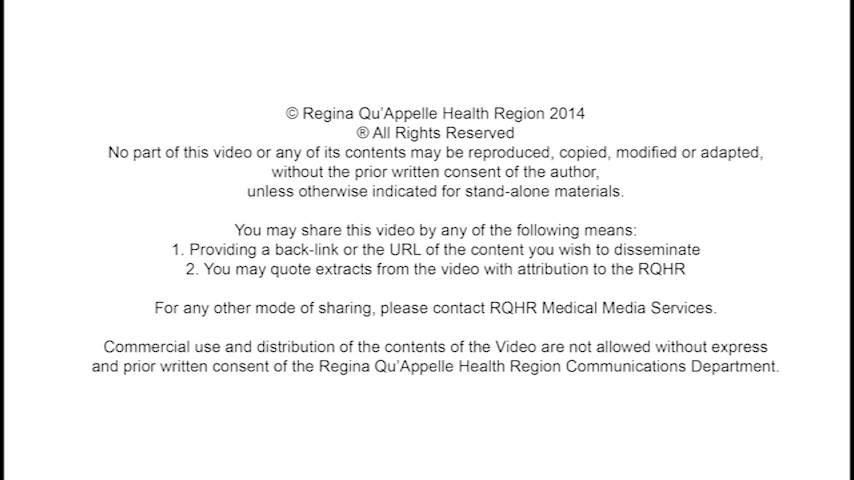 © Regina Qu'Appelle Health Region 2014
® All Rights Reserved
No part of this video or any of its contents may be reproduced, copied, modified or adapted,
without the prior written consent of the author,
unless otherwise indicated for stand-alone materials.
You may share this video by any of the following means:
1. Providing a back-link or the URL of the content you wish to disseminate
2. You may quote extracts from the video with attribution to the RQHR
For any other mode of sharing, please contact RQHR Medical Media Services.
Commercial use and distribution of the contents of the Video are not allowed without express
and prior written consent of the Regina Qu'Appelle Health Region Communications Department.